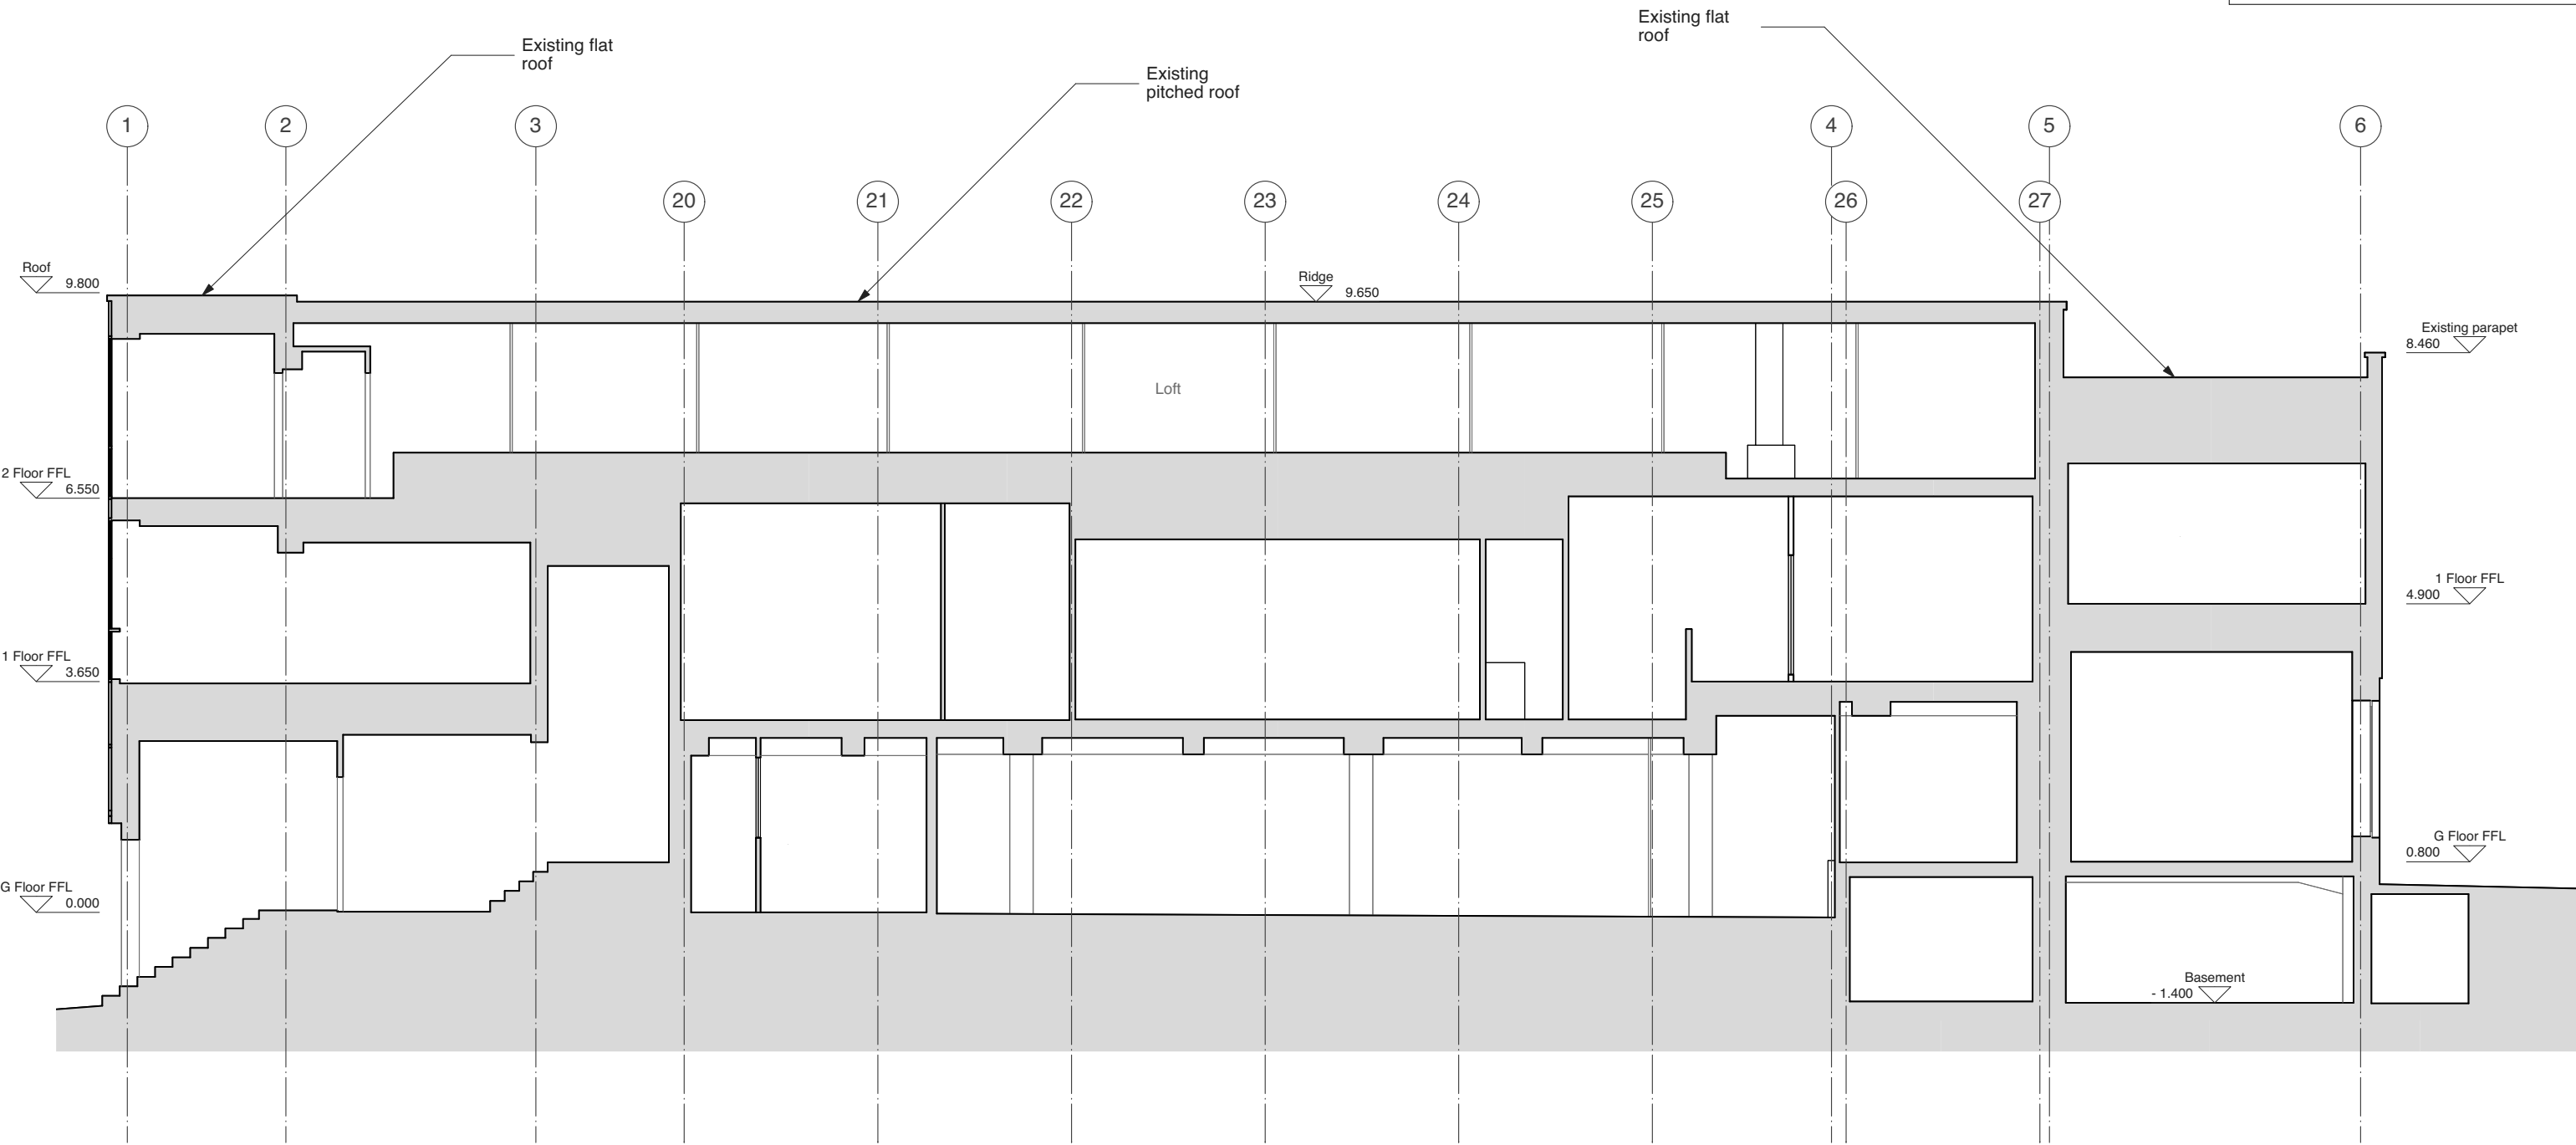 Existing flat
roof
Existing
pitched roof
Existing flat
roof
1
2
3
4
5
6
20
21
22
23
24
25
26
27
Roof
9.800
Ridge
9.650
Existing parapet
8.460
Loft
2 Floor FFL
6.550
1 Floor FFL
4.900
1 Floor FFL
3.650
G Floor FFL
0.800
G Floor FFL
0.000
Basement
- 1.400